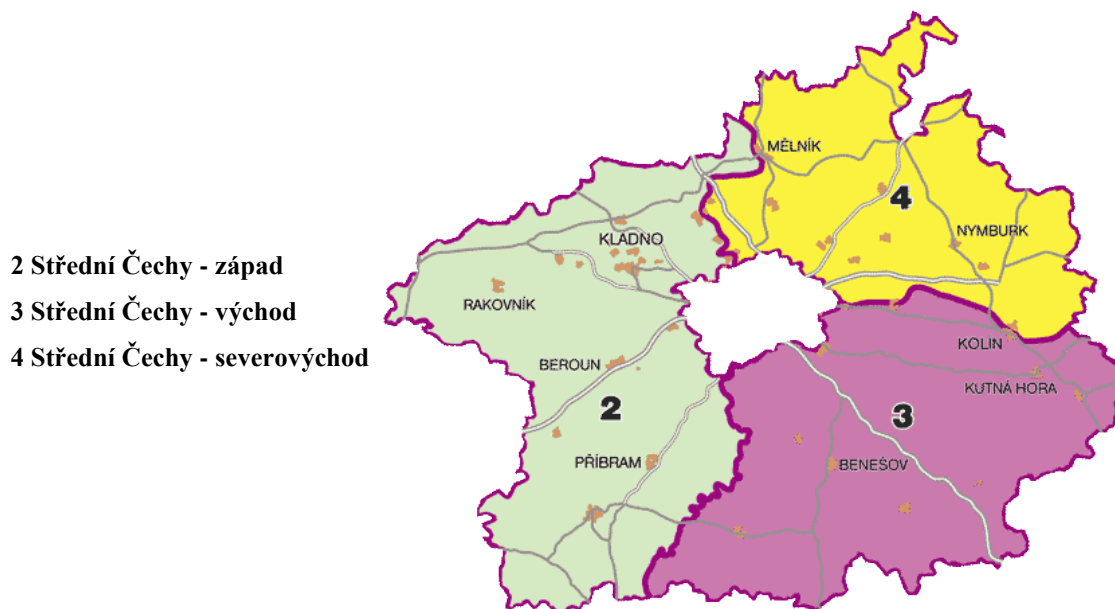 2 Střední Čechy - západ
3 Střední Čechy - východ
4 Střední Čechy - severovýchod
MĚLNÍK
4
NYMBURK
KLADNO
RAKOVNÍK
KOLÍN
BEROUN
KUTNÁ HORA
2
3
PŘÍBRAM
BENEŠOV